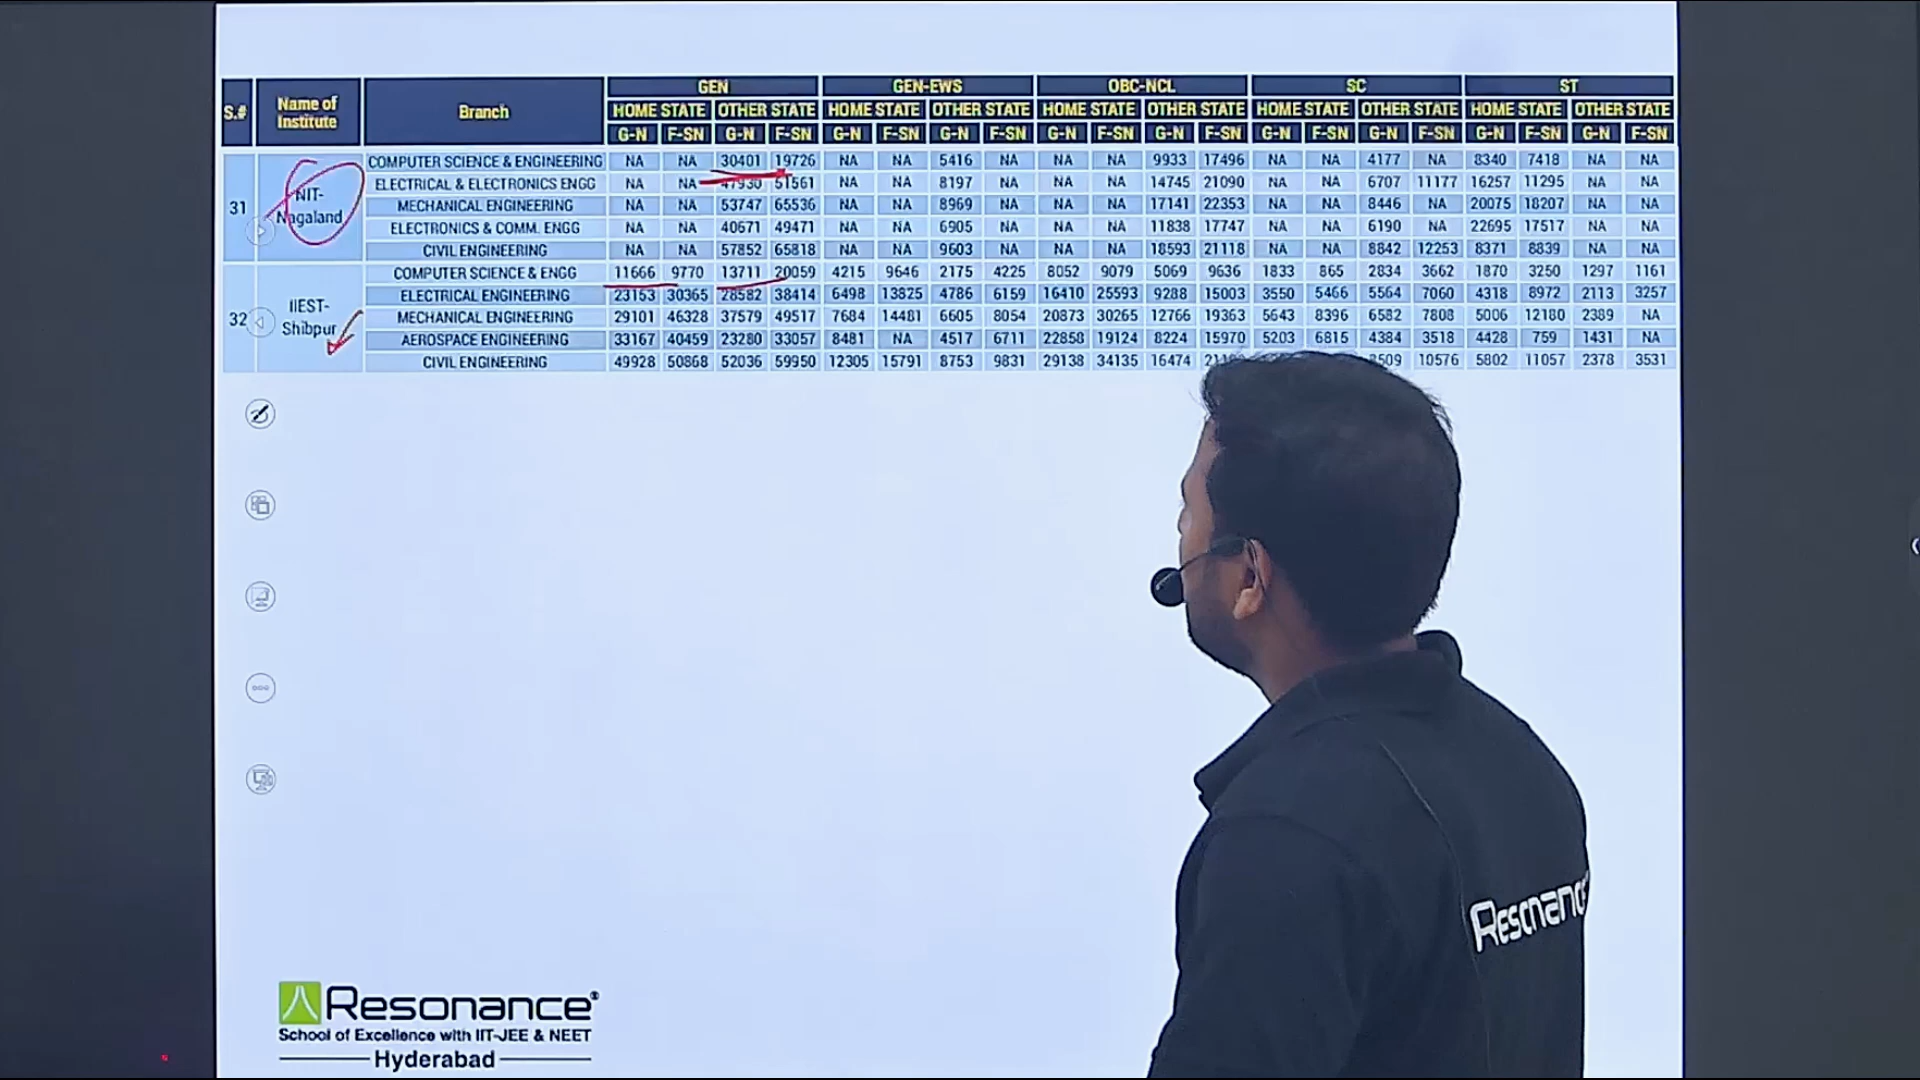 GEN GEN-EWS OBC-NCL SC ST
S.# Name of Institute Branch HOME STATE OTHER STATE HOME STATE OTHER STATE HOME STATE OTHER STATE HOME STATE OTHER STATE HOME STATE OTHER STATE
G-N F-SN G-N F-SN G-N F-SN G-N F-SN G-N F-SN G-N F-SN G-N F-SN G-N F-SN G-N F-SN G-N F-SN
31 NIT-Nagaland
COMPUTER SCIENCE & ENGINEERING NA NA 30401 19726 NA NA 5416 NA NA NA 9933 17496 NA NA 4177 NA 8340 7418 NA NA
ELECTRICAL & ELECTRONICS ENGG NA NA 47930 51561 NA NA 8197 NA NA NA 14745 21090 NA NA 6707 11177 16257 11295 NA NA
MECHANICAL ENGINEERING NA NA 53747 65536 NA NA 8969 NA NA NA 17141 22353 NA NA 8446 NA 20075 18207 NA NA
ELECTRONICS & COMM. ENGG NA NA 40671 49471 NA NA 6905 NA NA NA 11838 17747 NA NA 6190 NA 22695 17517 NA NA
CIVIL ENGINEERING NA NA 57852 65818 NA NA 9603 NA NA NA 18593 21118 NA NA 8842 12253 8371 8839 NA NA
32 IIEST-Shibpur
COMPUTER SCIENCE & ENGG 11666 9770 13711 20059 4215 9646 2175 4225 8052 9079 5069 9636 1833 865 2834 3662 1870 3250 1297 1161
ELECTRICAL ENGINEERING 23153 30365 28582 38414 6498 13825 4786 6159 16410 25593 9288 15003 3550 5466 5564 7060 4318 8972 2113 3257
MECHANICAL ENGINEERING 29101 46328 37579 49517 7684 14481 6605 8054 20873 30265 12766 19363 5643 8396 6582 7808 5006 12180 2389 NA
AEROSPACE ENGINEERING 33167 40459 23280 33057 8481 NA 4517 6711 22858 19124 8224 15970 5203 6815 4384 3518 4428 759 1431 NA
CIVIL ENGINEERING 49928 50868 52036 59950 12305 15791 8753 9831 29138 34135 16474 10576 5802 11057 2378 3531
Resonance
Resonance®
School of Excellence with IIT-JEE & NEET
Hyderabad